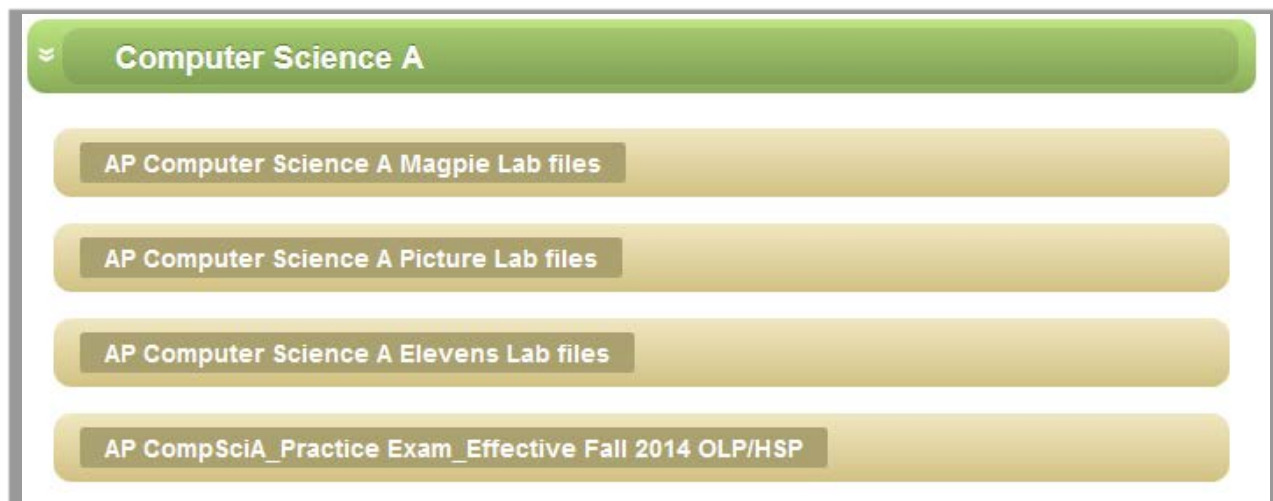 Computer Science A
AP Computer Science A Magpie Lab files
AP Computer Science A Picture Lab files
AP Computer Science A Elevens Lab files
AP CompSciA_Practice Exam_Effective Fall 2014 OLP/HSP